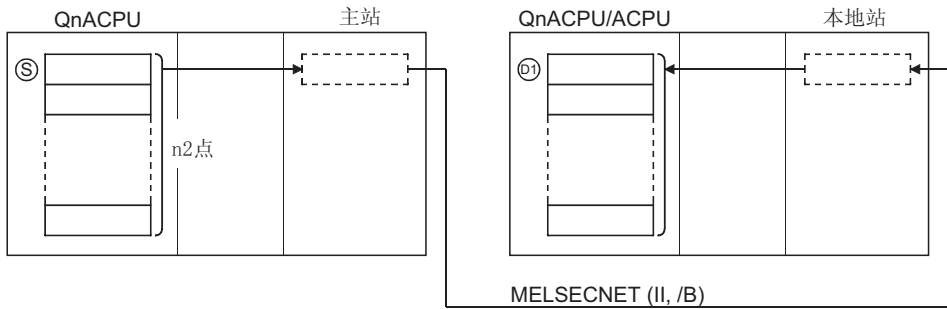 QnACPU
主站
QnACPU/ACPU
本地站
Ⓢ
D1
n2点
MELSECNET (II, /B)